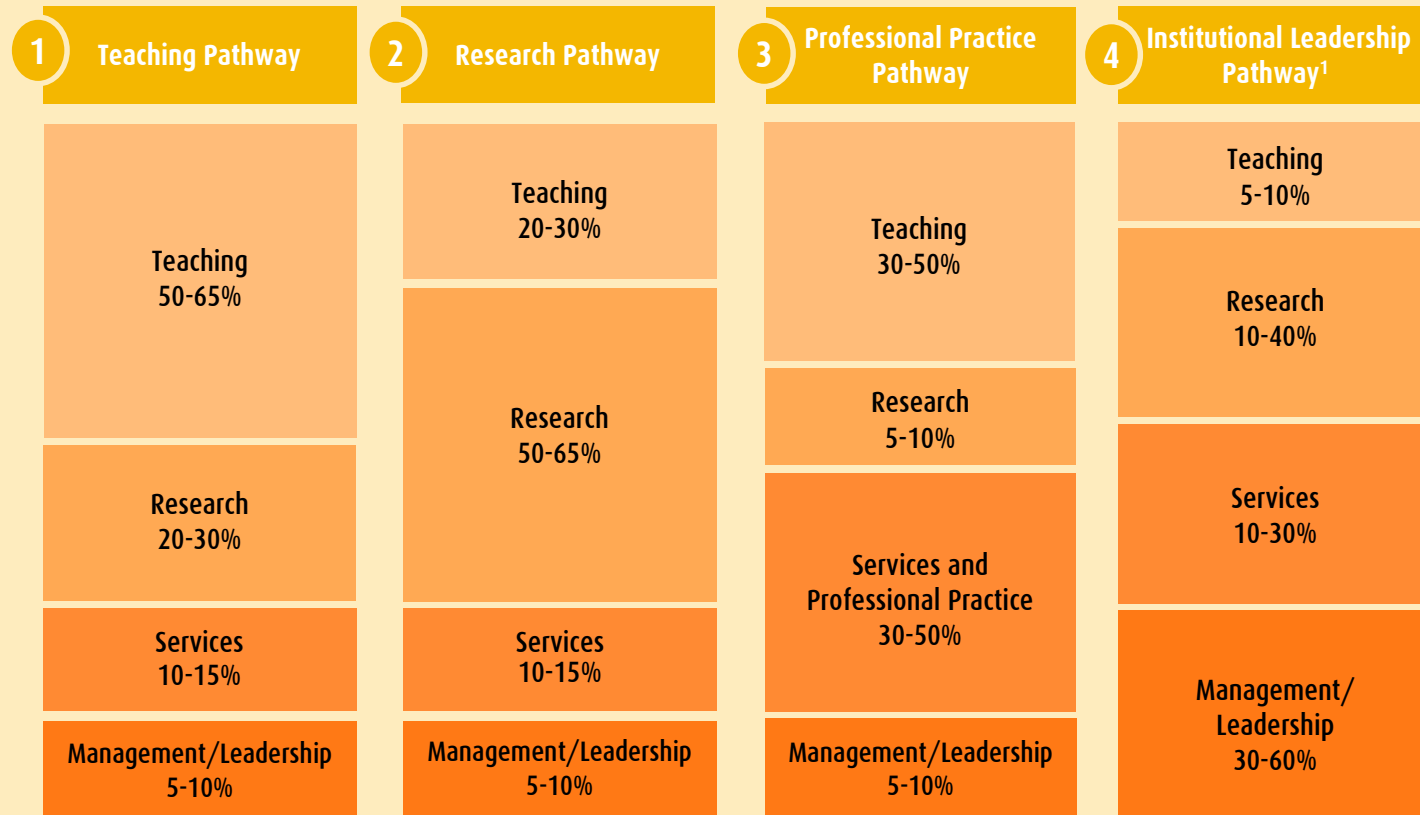 1
Teaching Pathway
Teaching
50-65%
Research
20-30%
Services
10-15%
Management/Leadership
5-10%
2
Research Pathway
Teaching
20-30%
Research
50-65%
Services
10-15%
Management/Leadership
5-10%
3
Professional Practice
Pathway
Teaching
30-50%
Research
5-10%
Services and
Professional Practice
30-50%
Management/Leadership
5-10%
4
Institutional Leadership
Pathway¹
Teaching
5-10%
Research
10-40%
Services
10-30%
Management/
Leadership
30-60%